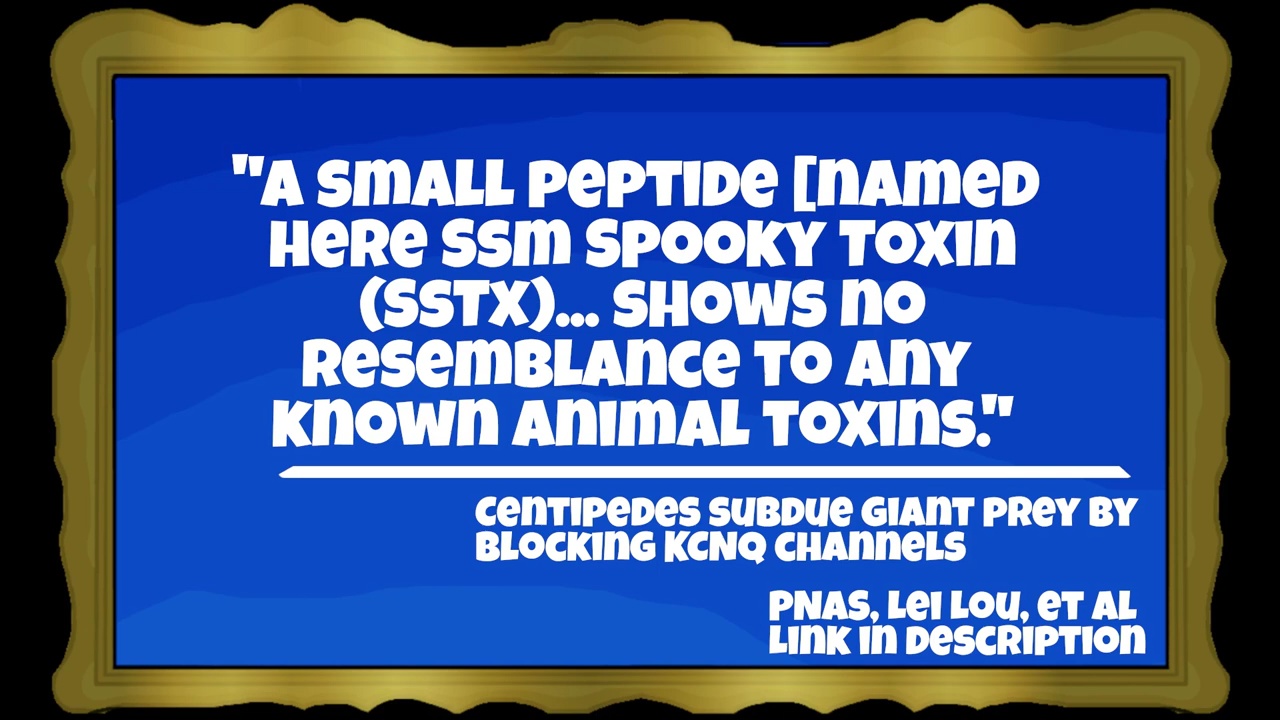 "A small peptide [named
here Ssm Spooky Toxin
(SsTx)... shows no
resemblance to any
known animal toxins."
Centipedes subdue giant prey by
blocking KCNQ channels
PNAS, Lei Lou, et al
Link in description